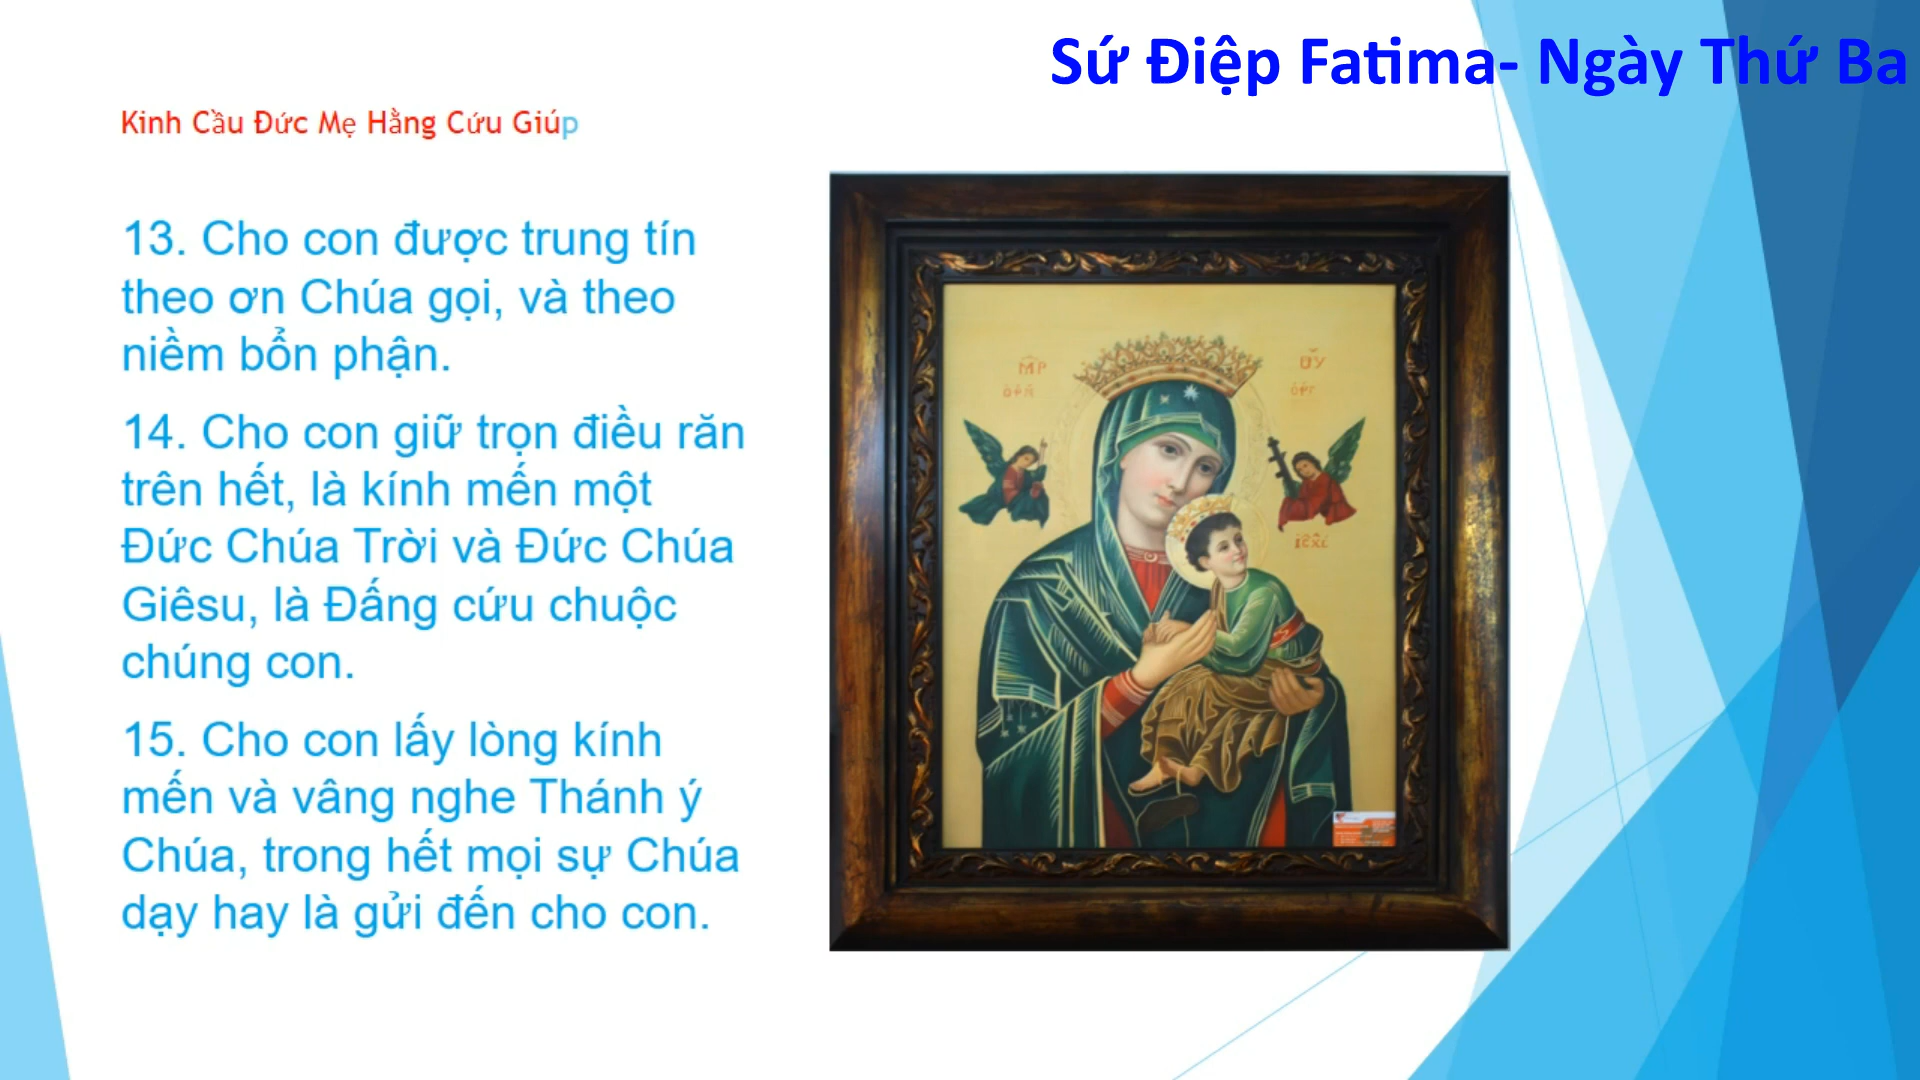 Sứ Điệp Fatima- Ngày Thứ Ba
Kinh Cầu Đức Mẹ Hằng Cứu Giúp
13. Cho con được trung tín
theo ơn Chúa gọi, và theo
niềm bổn phận.
14. Cho con giữ trọn điều răn
trên hết, là kính mến một
Đức Chúa Trời và Đức Chúa
Giêsu, là Đấng cứu chuộc
chúng con.
15. Cho con lấy lòng kính
mến và vâng nghe Thánh ý
Chúa, trong hết mọi sự Chúa
dạy hay là gửi đến cho con.